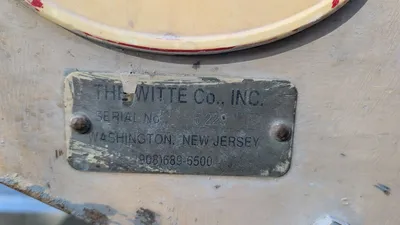 THE WITTE Co., INC.
SERIAL No.
WASHINGTON, NEW JERSEY
(908)689-6500